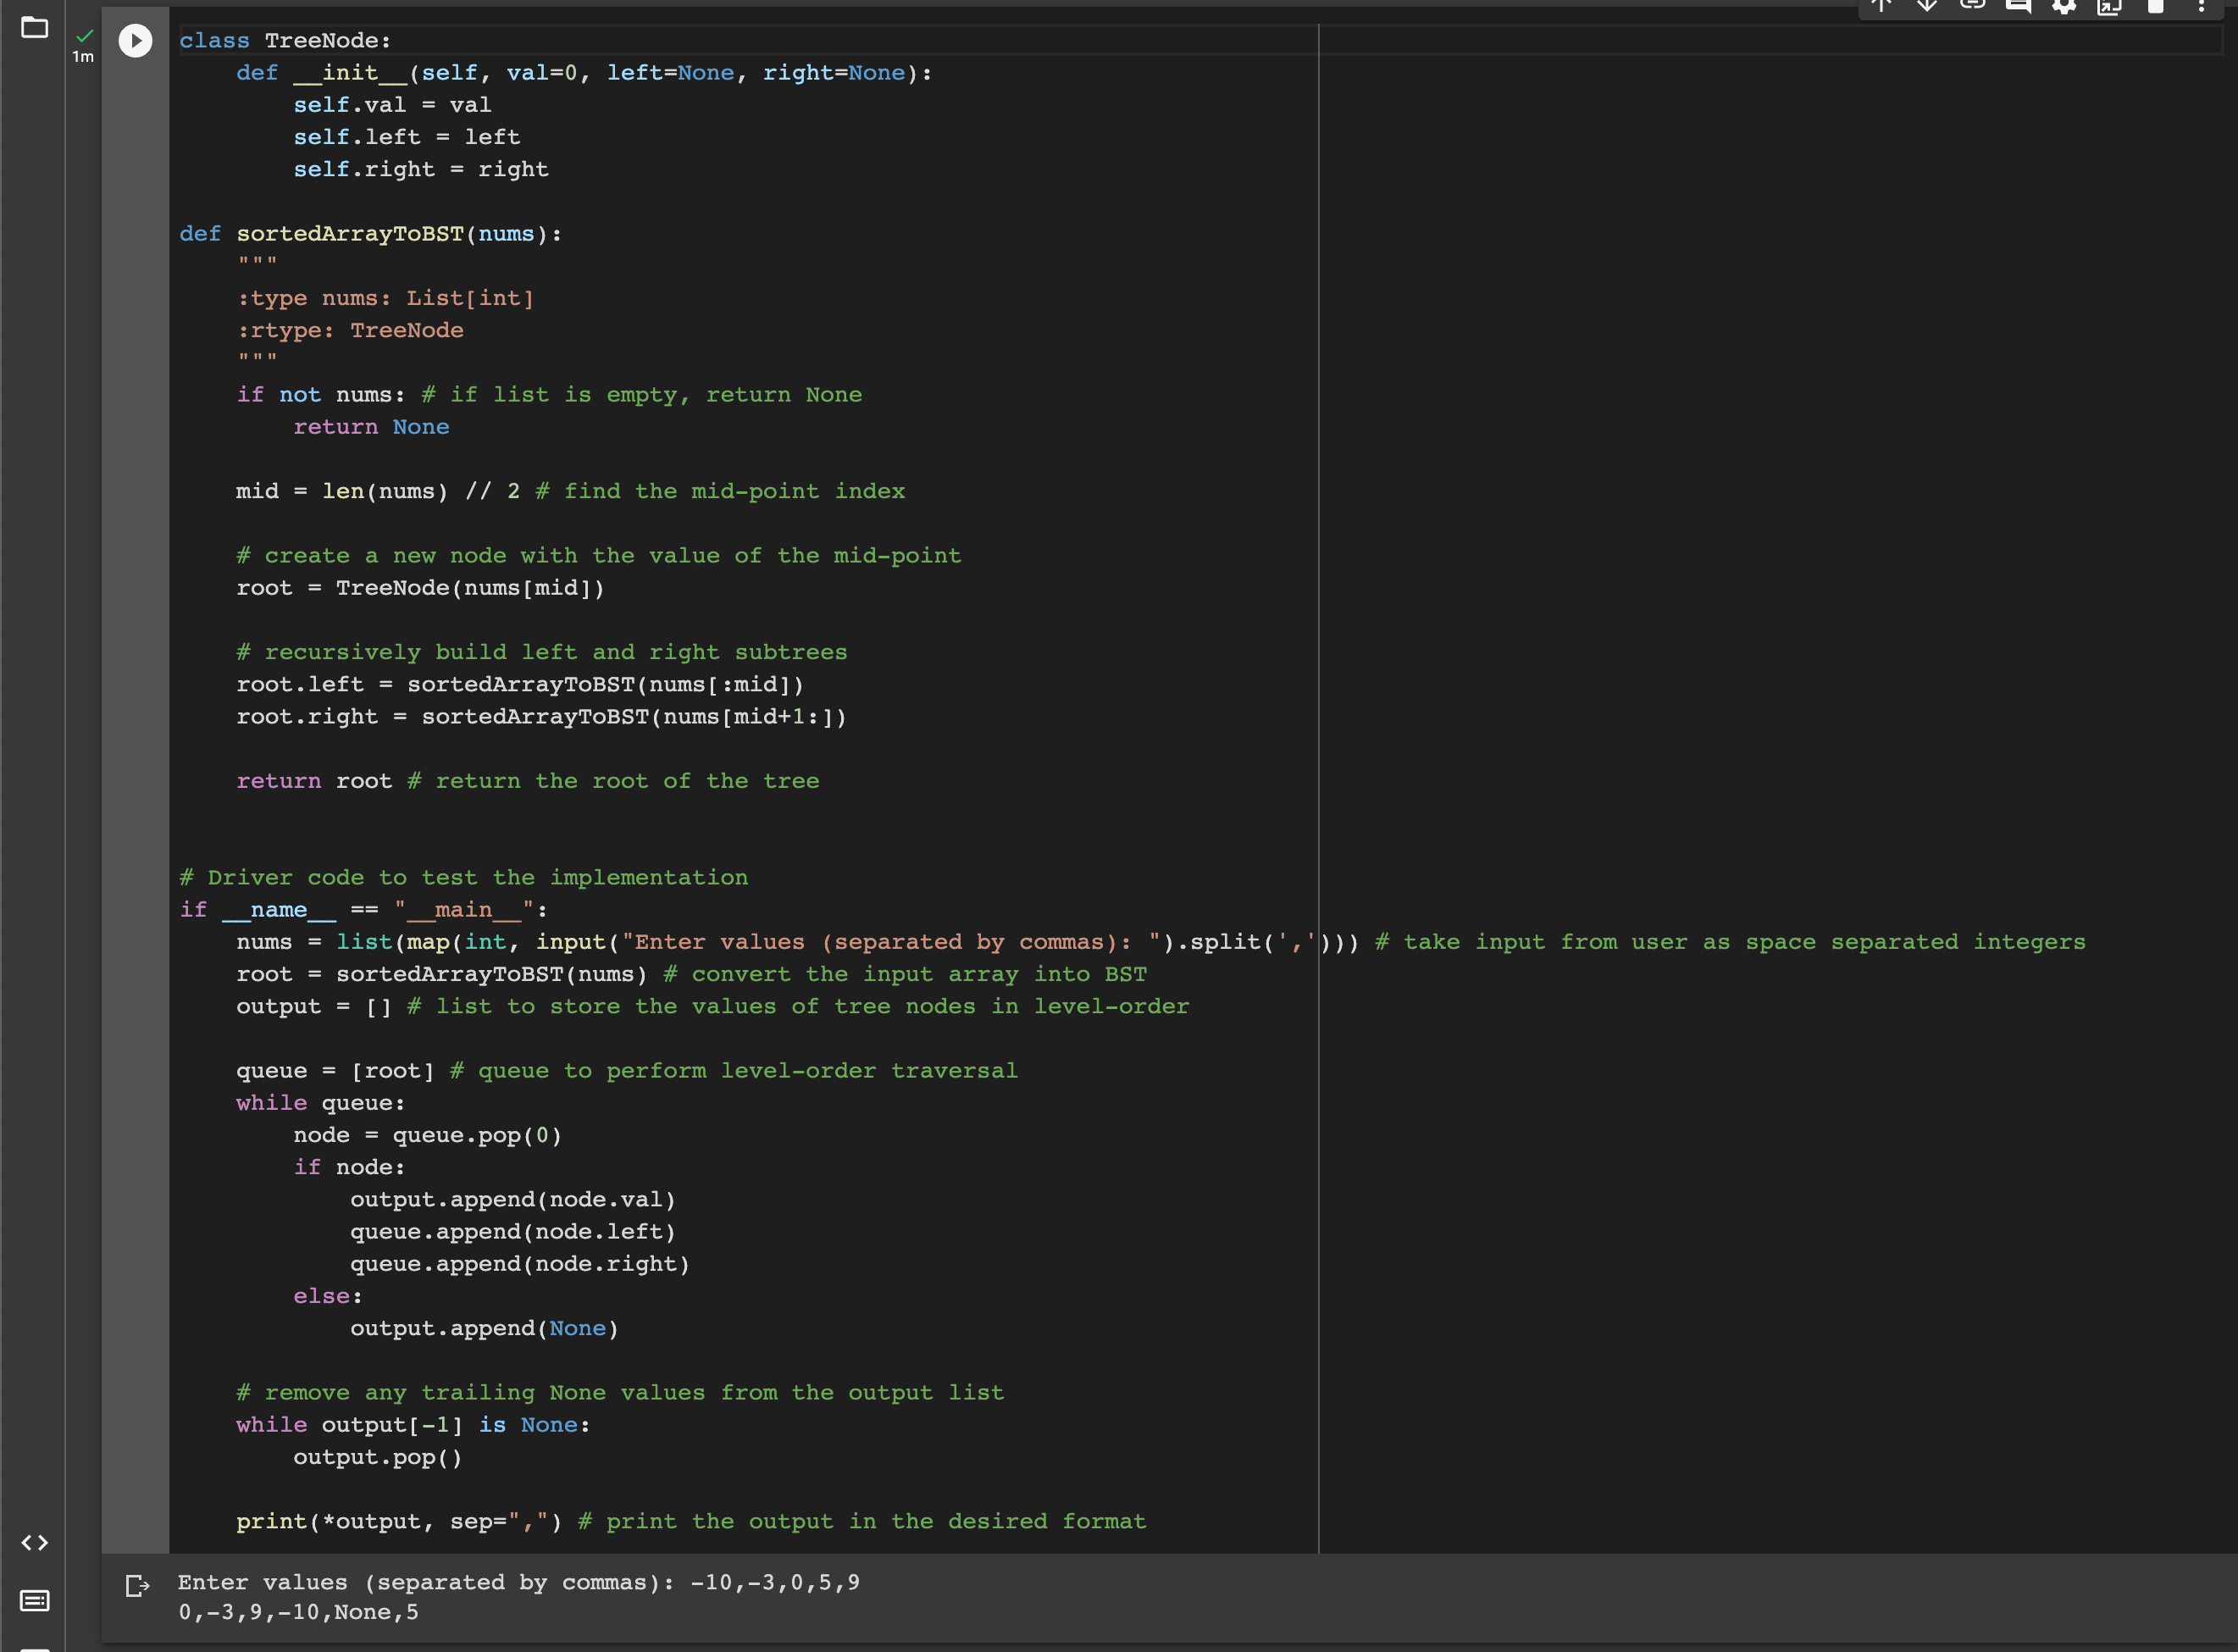 1m
class TreeNode:
    def __init__(self, val=0, left=None, right=None):
        self.val = val
        self.left = left
        self.right = right

def sortedArrayToBST(nums):
    """
    :type nums: List[int]
    :rtype: TreeNode
    """
    if not nums: # if list is empty, return None
        return None

    mid = len(nums) // 2 # find the mid-point index

    # create a new node with the value of the mid-point
    root = TreeNode(nums[mid])

    # recursively build left and right subtrees
    root.left = sortedArrayToBST(nums[:mid])
    root.right = sortedArrayToBST(nums[mid+1:])

    return root # return the root of the tree


# Driver code to test the implementation
if __name__ == "__main__":
    nums = list(map(int, input("Enter values (separated by commas): ").split(','))) # take input from user as space separated integers
    root = sortedArrayToBST(nums) # convert the input array into BST
    output = [] # list to store the values of tree nodes in level-order

    queue = [root] # queue to perform level-order traversal
    while queue:
        node = queue.pop(0)
        if node:
            output.append(node.val)
            queue.append(node.left)
            queue.append(node.right)
        else:
            output.append(None)

    # remove any trailing None values from the output list
    while output[-1] is None:
        output.pop()

    print(*output, sep=",") # print the output in the desired format
Enter values (separated by commas): -10,-3,0,5,9
0,-3,9,-10,None,5